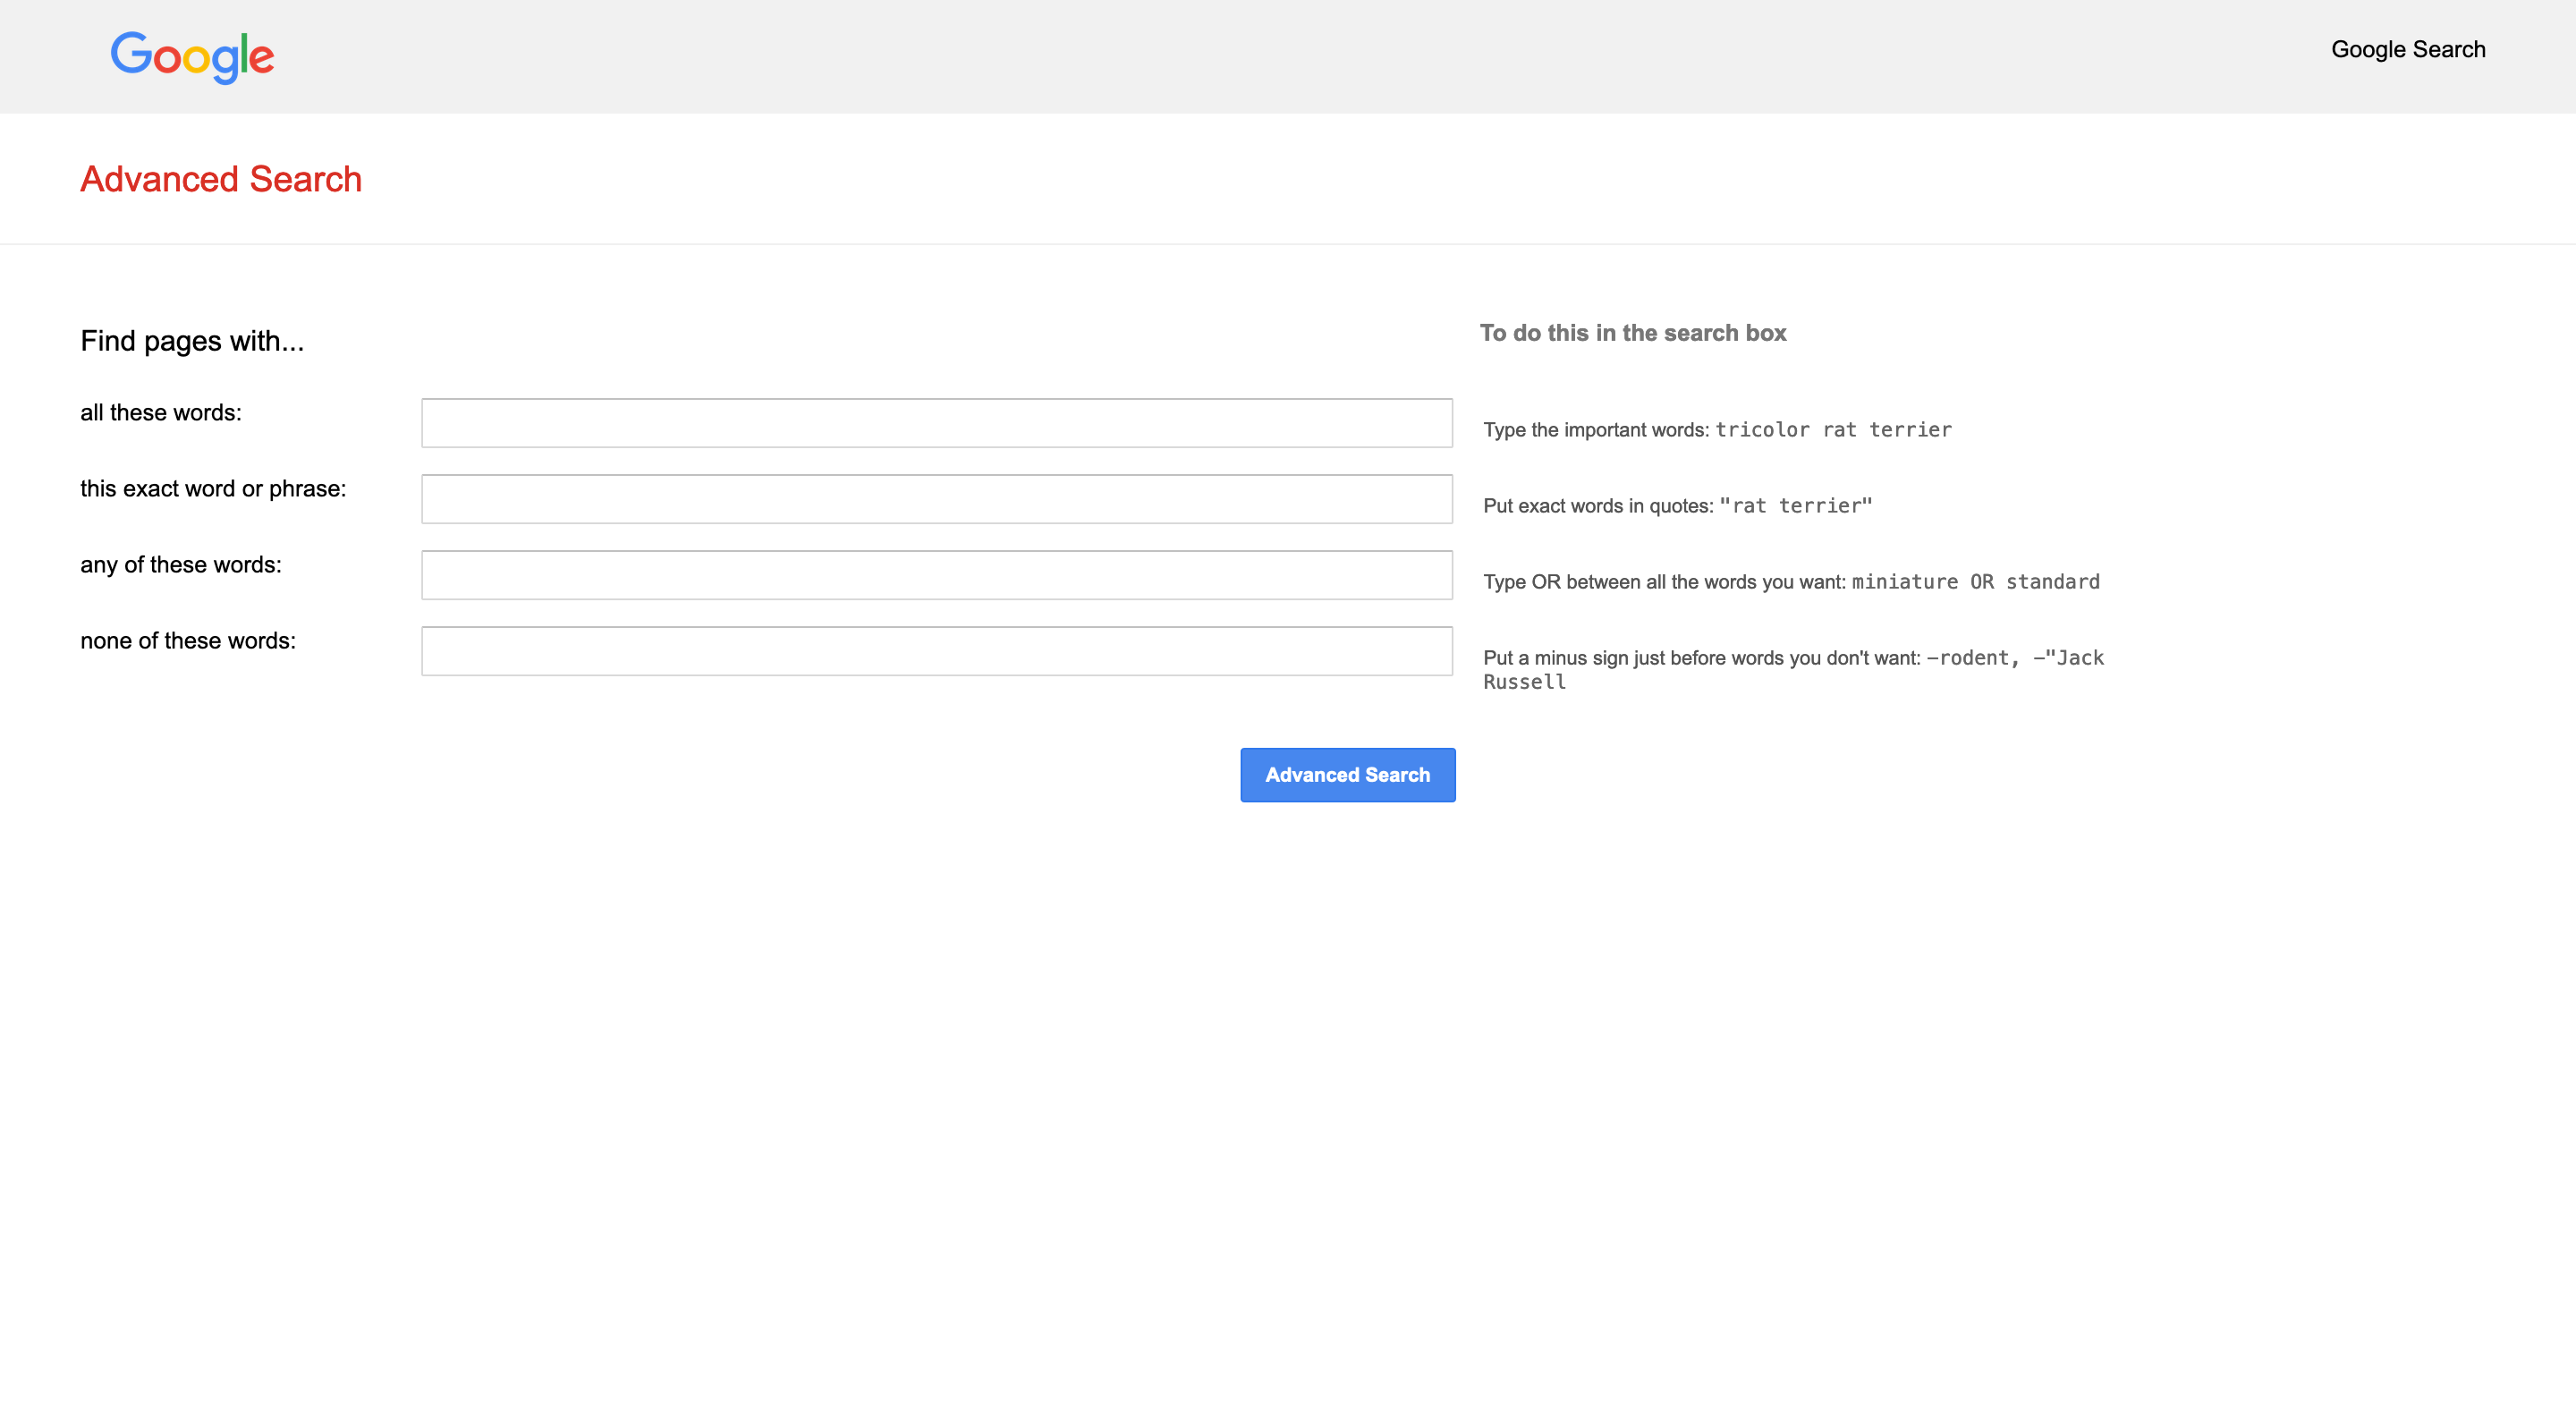 Google
Google Search
Advanced Search
Find pages with...
To do this in the search box
all these words:
Type the important words: tricolor rat terrier
this exact word or phrase:
Put exact words in quotes: "rat terrier"
any of these words:
Type OR between all the words you want: miniature OR standard
none of these words:
Put a minus sign just before words you don't want: –rodent, –"Jack
Russell
Advanced Search